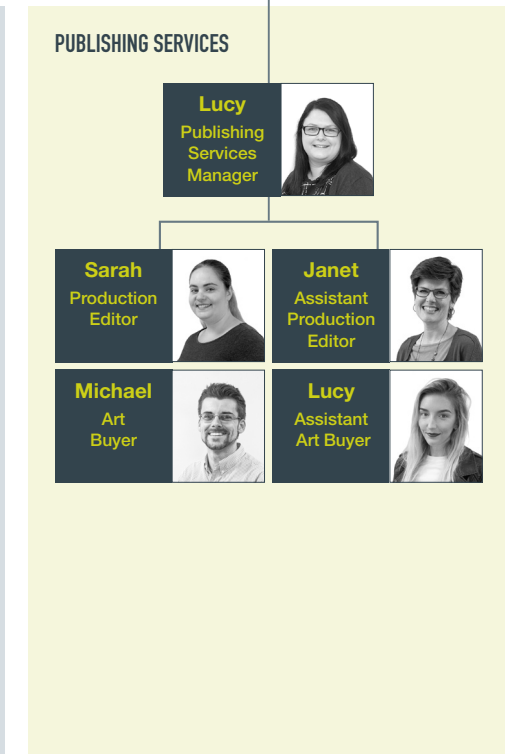 PUBLISHING SERVICES
Lucy
Publishing
Services
Manager
Sarah
Production
Editor
Janet
Assistant
Production
Editor
Michael
Art
Buyer
Lucy
Assistant
Art Buyer